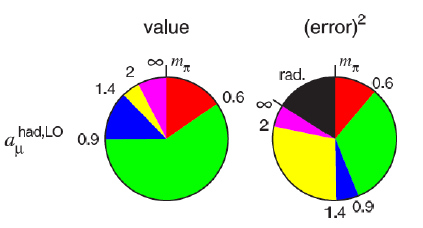 value (error)²
∞ mπ
2
1.4
0.6
0.9
aμ had,LO
rad. mπ
0.6
∞
2
1.4 0.9